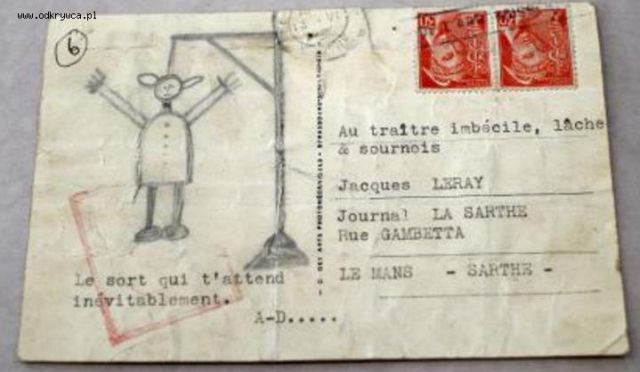 www.odkrywca.pl
6
Au traître imbécile, lâche
& sournois
Jacques LERAY
Journal LA SARTHE
Rue GAMBETTA
LE MANS - SARTHE -
Le sort qui t'attend
inévitablement.
A-D.....